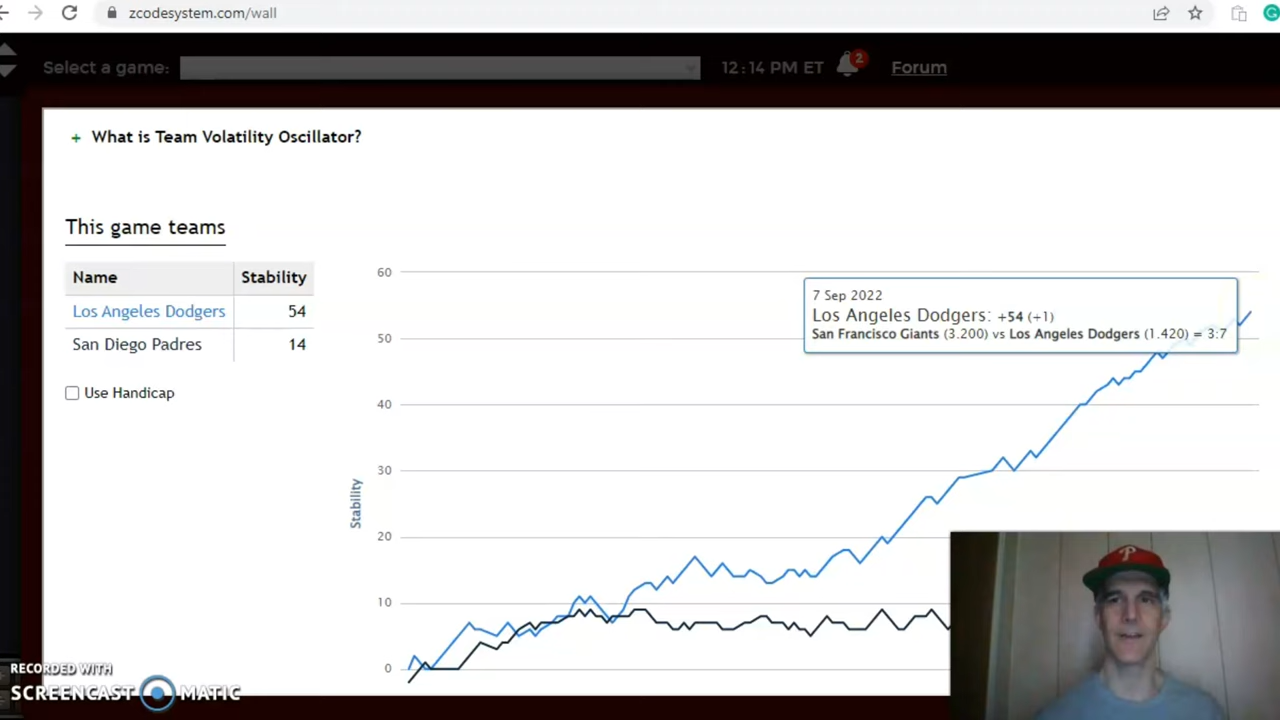 zcodesystem.com/wall
Select a game:
12:14 PM ET
2
Forum
+ What is Team Volatility Oscillator?
This game teams
Name Stability
Los Angeles Dodgers 54
San Diego Padres 14
Use Handicap
60
50
40
30
20
10
0
Stability
7 Sep 2022
Los Angeles Dodgers: +54 (+1)
San Francisco Giants (3.200) vs Los Angeles Dodgers (1.420) = 3:7
P
RECORDED WITH
SCREENCAST MATIC